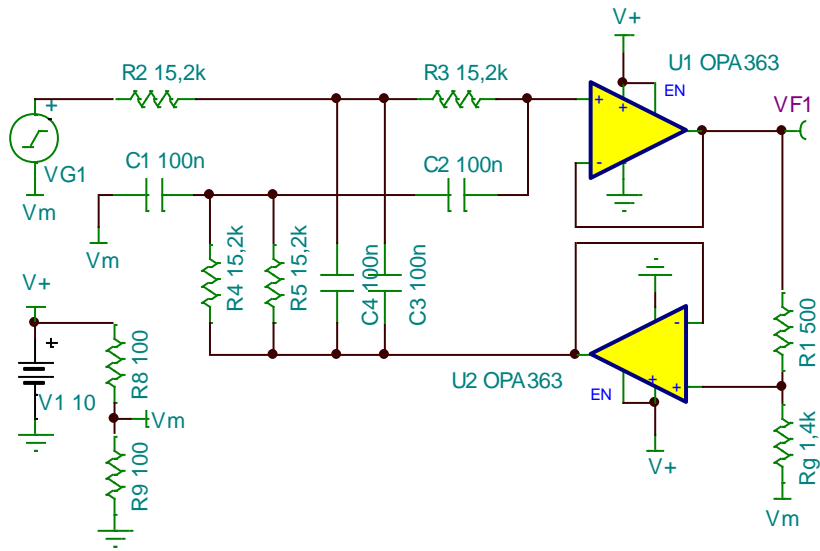 V+
U1 OPA363
R2 15,2k
R3 15,2k
EN
VF1
+
+
+
-
VG1
C1 100n
C2 100n
Vm
Vm
R4 15,2k
R5 15,2k
C4 100n
C3 100n
R1 500
V+
+
V1 10
R8 100
Vm
R9 100
U2 OPA363
-
EN
+
+
V+
Rg 1,4k
Vm